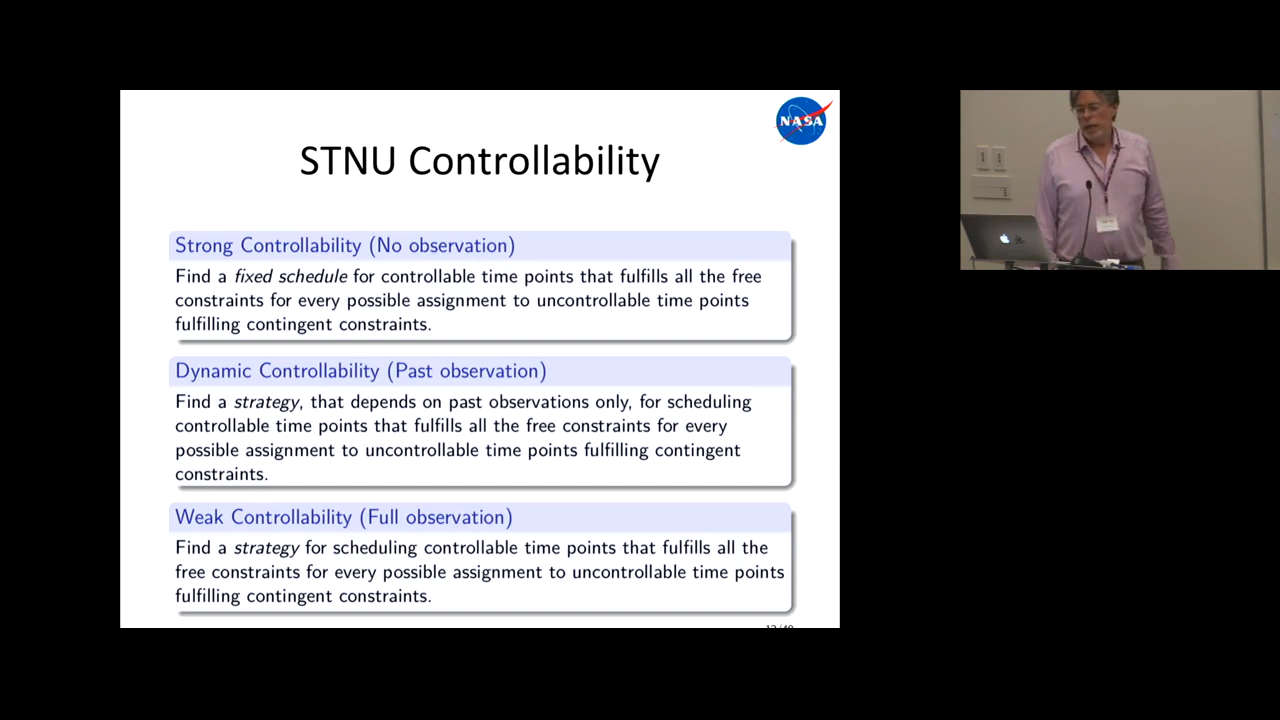 NASA
STNU Controllability
Strong Controllability (No observation)
Find a fixed schedule for controllable time points that fulfills all the free
constraints for every possible assignment to uncontrollable time points
fulfilling contingent constraints.
Dynamic Controllability (Past observation)
Find a strategy, that depends on past observations only, for scheduling
controllable time points that fulfills all the free constraints for every
possible assignment to uncontrollable time points fulfilling contingent
constraints.
Weak Controllability (Full observation)
Find a strategy for scheduling controllable time points that fulfills all the
free constraints for every possible assignment to uncontrollable time points
fulfilling contingent constraints.